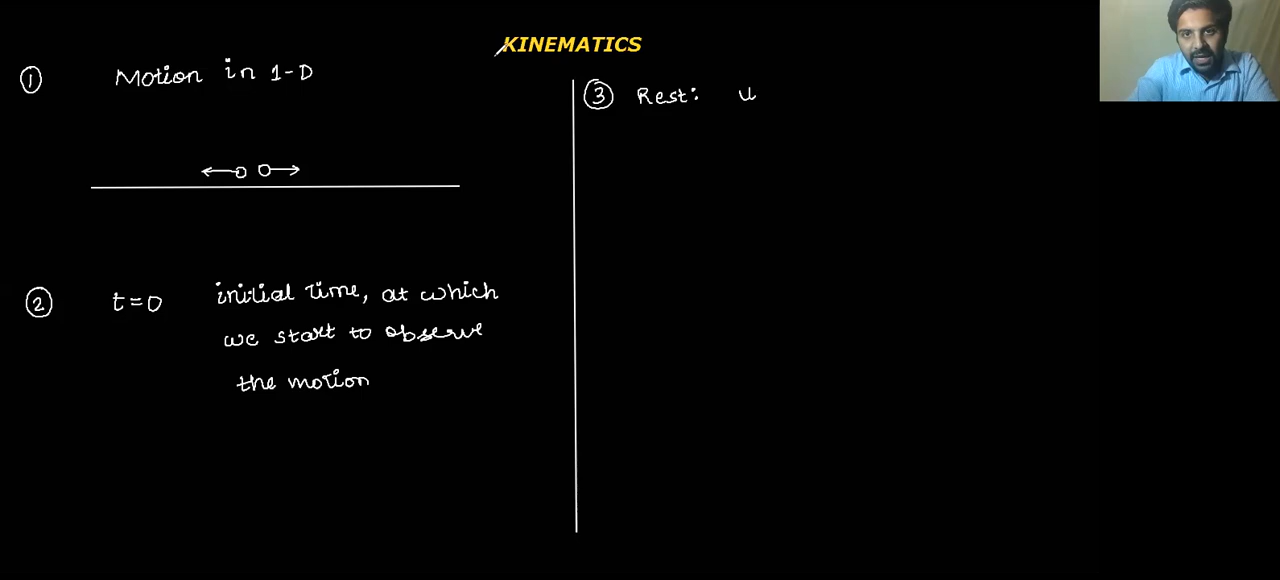 KINEMATICS
① Motion in 1-D
② t=0 initial time, at which
we start to observe
the motion
③ Rest: u